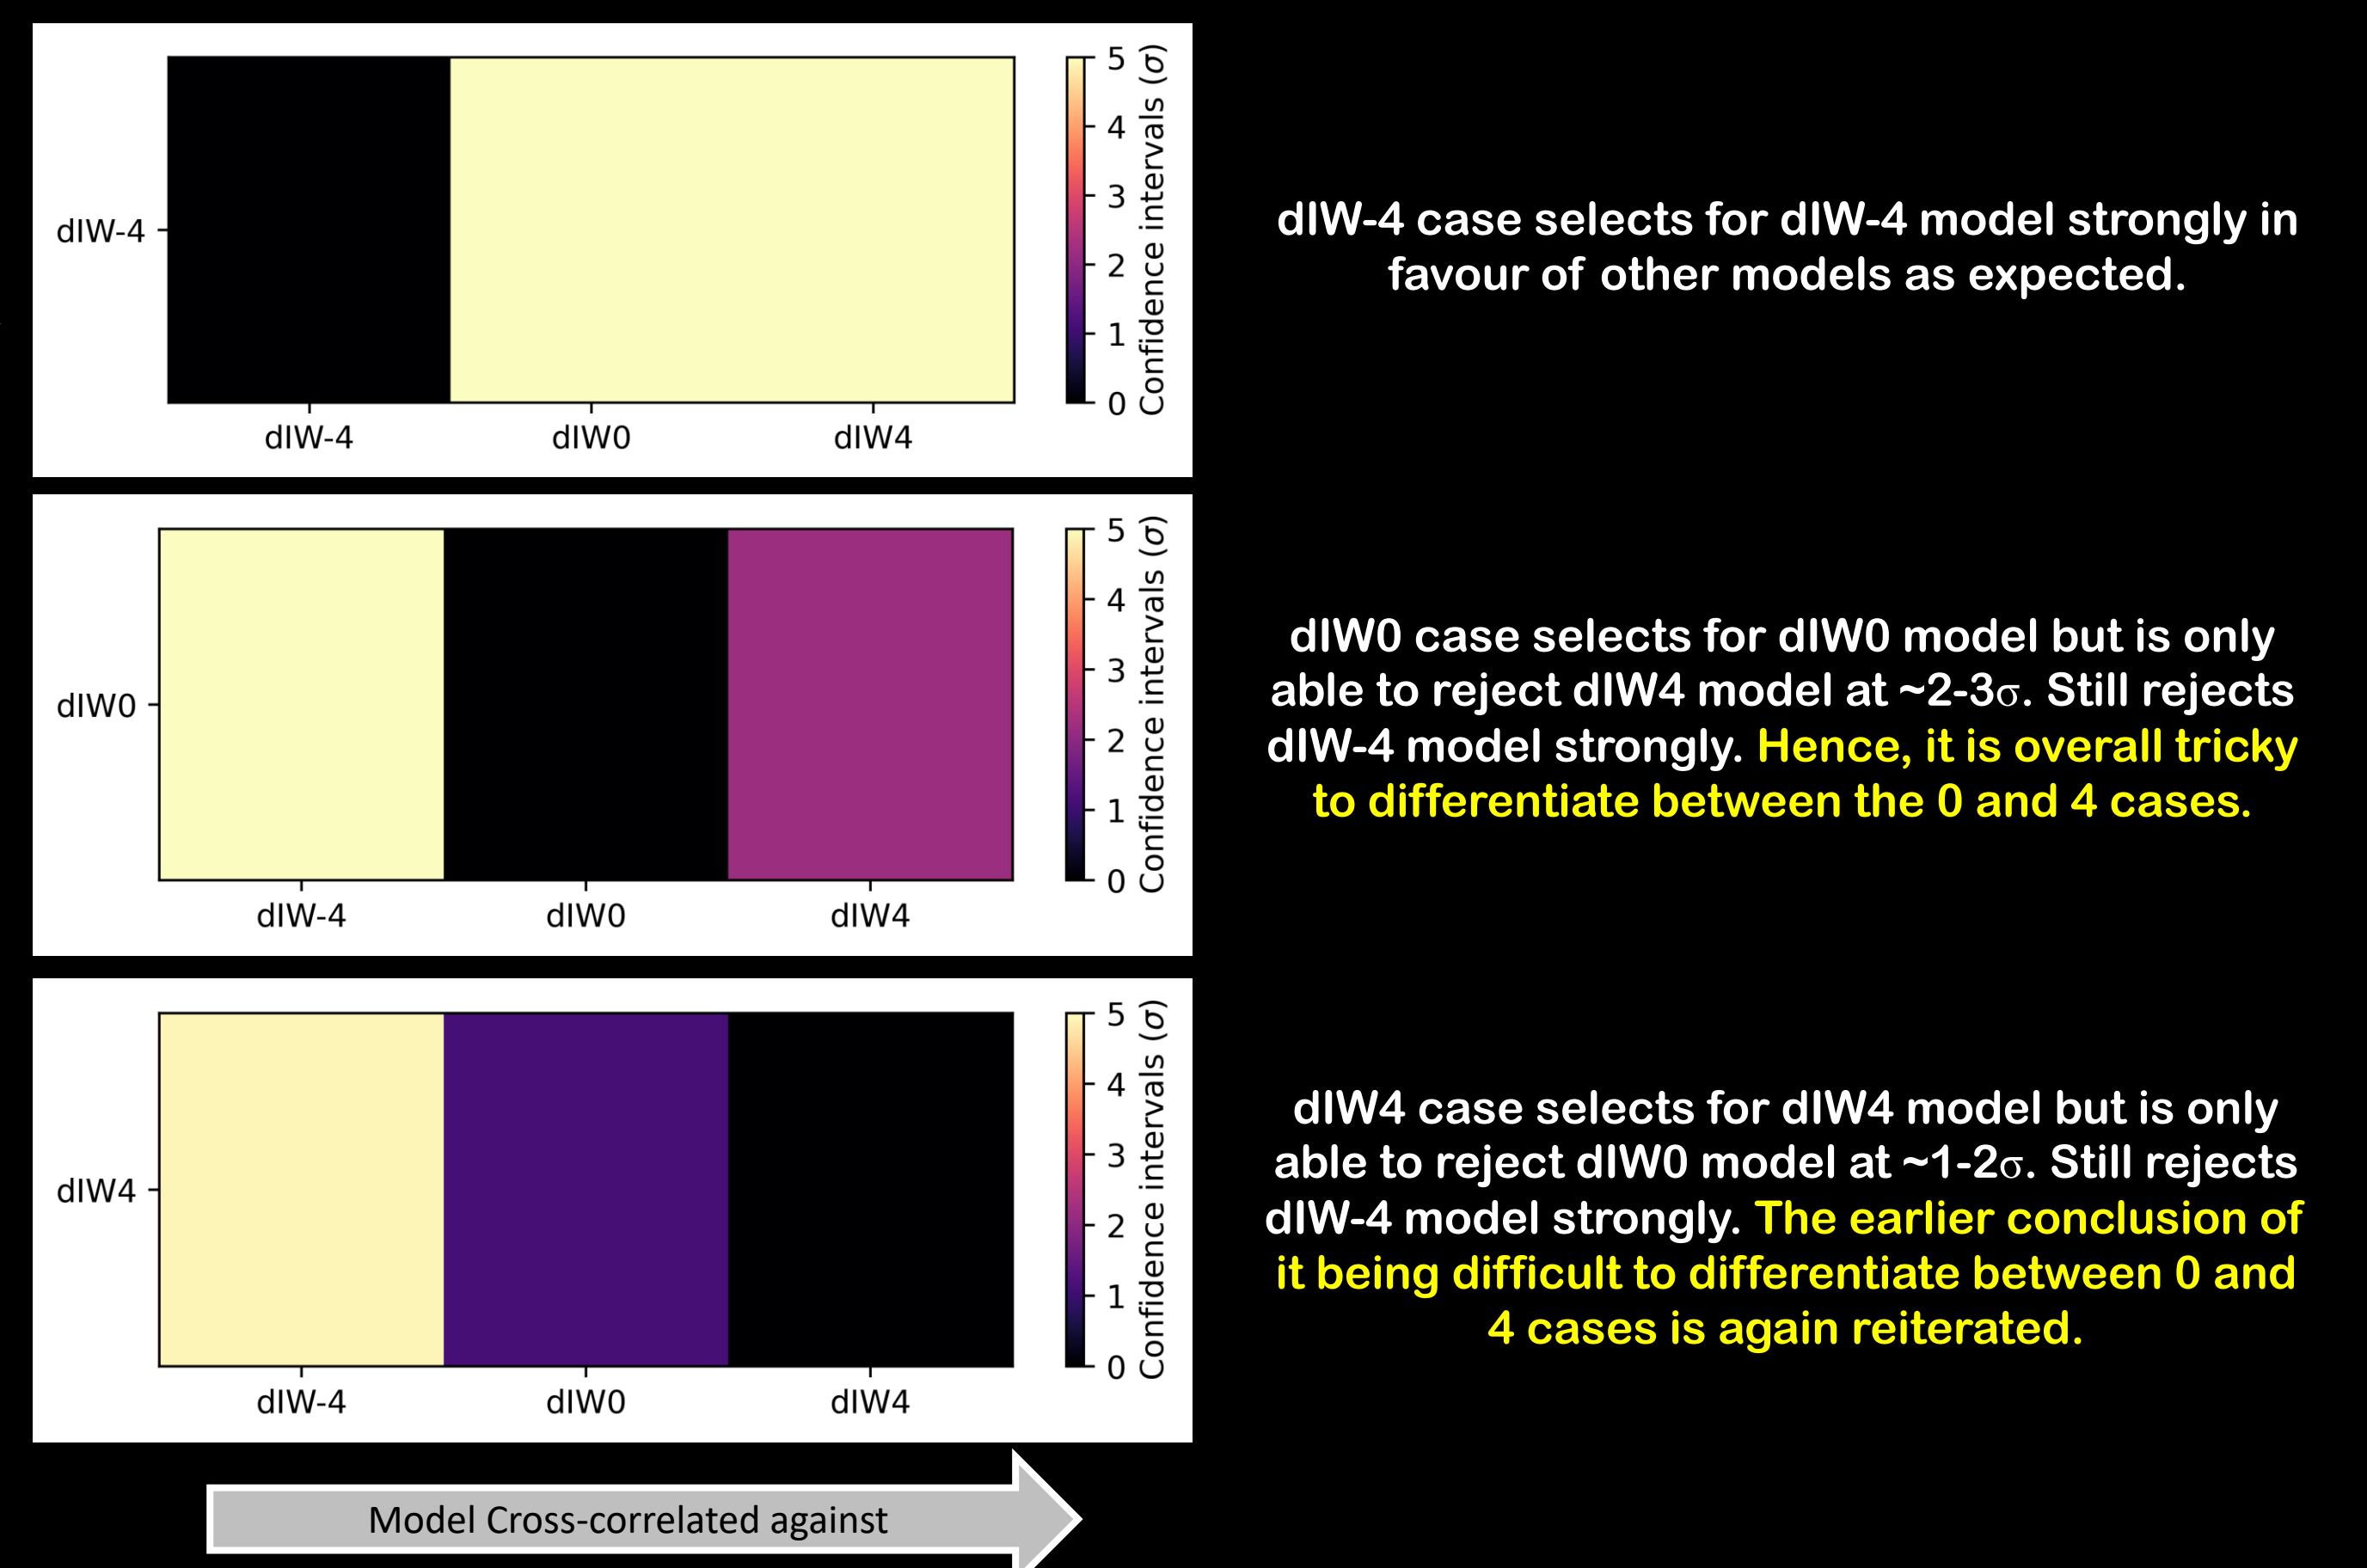 5
4
3
2
1
0
Confidence intervals (σ)
dIW-4
dIW-4
dIW0
dIW4
dIW-4 case selects for dIW-4 model strongly in
favour of other models as expected.
5
4
3
2
1
0
Confidence intervals (σ)
dIW0
dIW-4
dIW0
dIW4
dIW0 case selects for dIW0 model but is only
able to reject dIW4 model at ~2-3σ. Still rejects
dIW-4 model strongly. Hence, it is overall tricky
to differentiate between the 0 and 4 cases.
5
4
3
2
1
0
Confidence intervals (σ)
dIW4
dIW-4
dIW0
dIW4
dIW4 case selects for dIW4 model but is only
able to reject dIW0 model at ~1-2σ. Still rejects
dIW-4 model strongly. The earlier conclusion of
it being difficult to differentiate between 0 and
4 cases is again reiterated.
Model Cross-correlated against